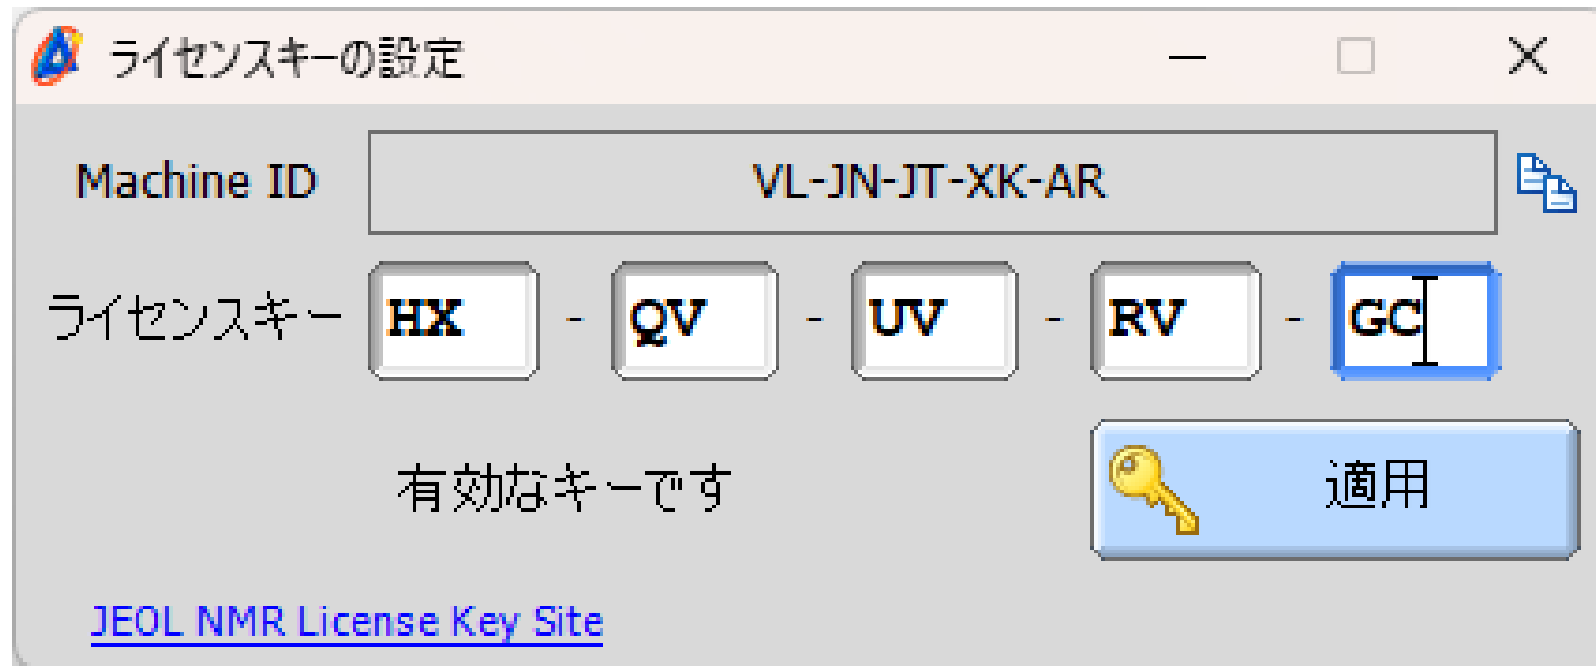 ライセンスキーの設定
Machine ID VL-JN-JT-XK-AR
ライセンスキー HX - QV - UV - RV - GC
有効なキーです 適用
JEOL NMR License Key Site